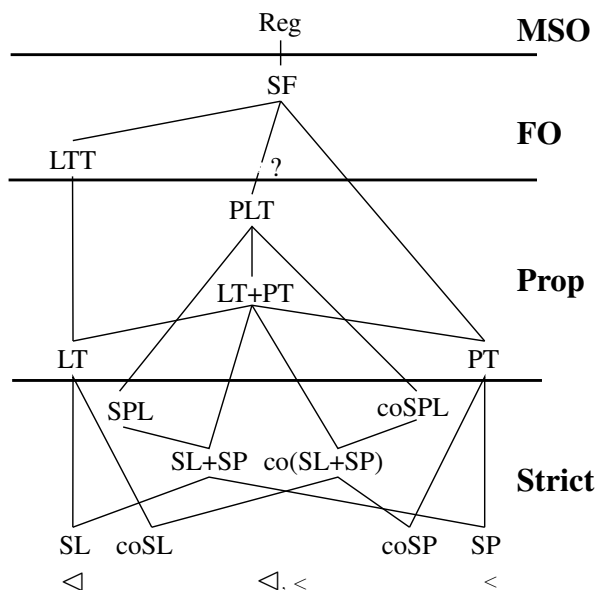 Reg
MSO
SF
FO
LTT
?
PLT
Prop
LT+PT
LT PT
SPL coSPL
SL+SP co(SL+SP)
Strict
SL coSL coSP SP
◁ ◁, < <